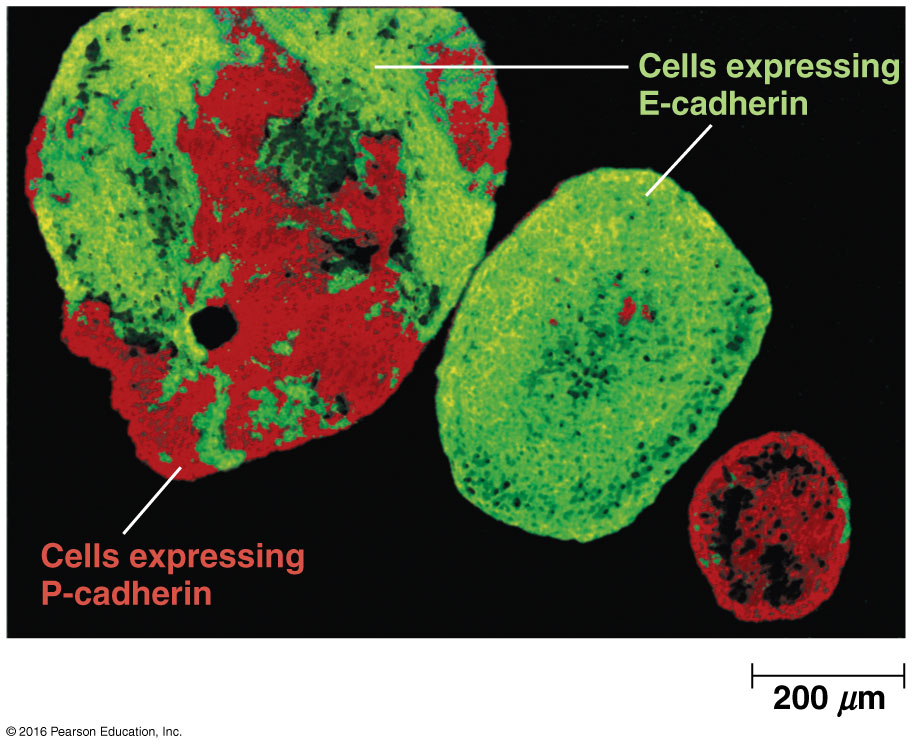 Cells expressing
E-cadherin
Cells expressing
P-cadherin
200 μm
© 2016 Pearson Education, Inc.